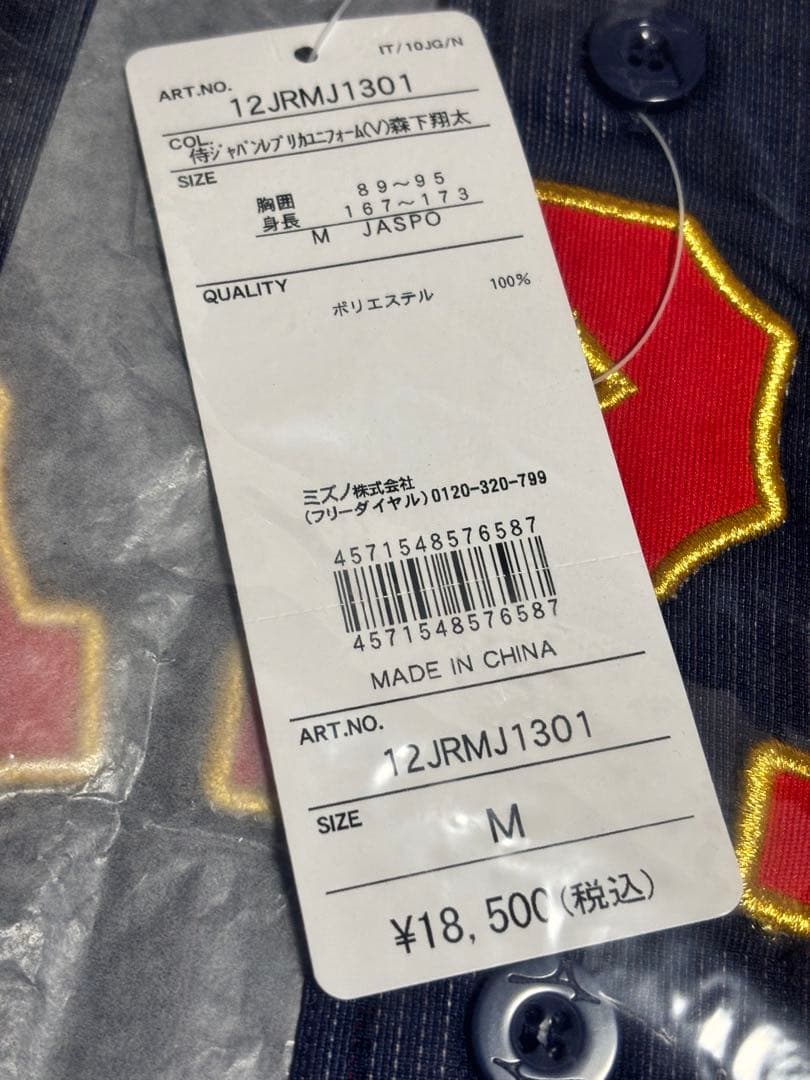 IT/10JG/N
ART.NO.
12JRMJ1301
COL.
侍ジャパンレプリカユニフォーム(V)森下翔太
SIZE
胸囲 89～95
身長 167～173
M JASPO
QUALITY
ポリエステル 100%
ミズノ株式会社
(フリーダイヤル)0120-320-799
4571548576587
4571548576587
MADE IN CHINA
ART.NO.
12JRMJ1301
SIZE
M
¥18,500(税込)